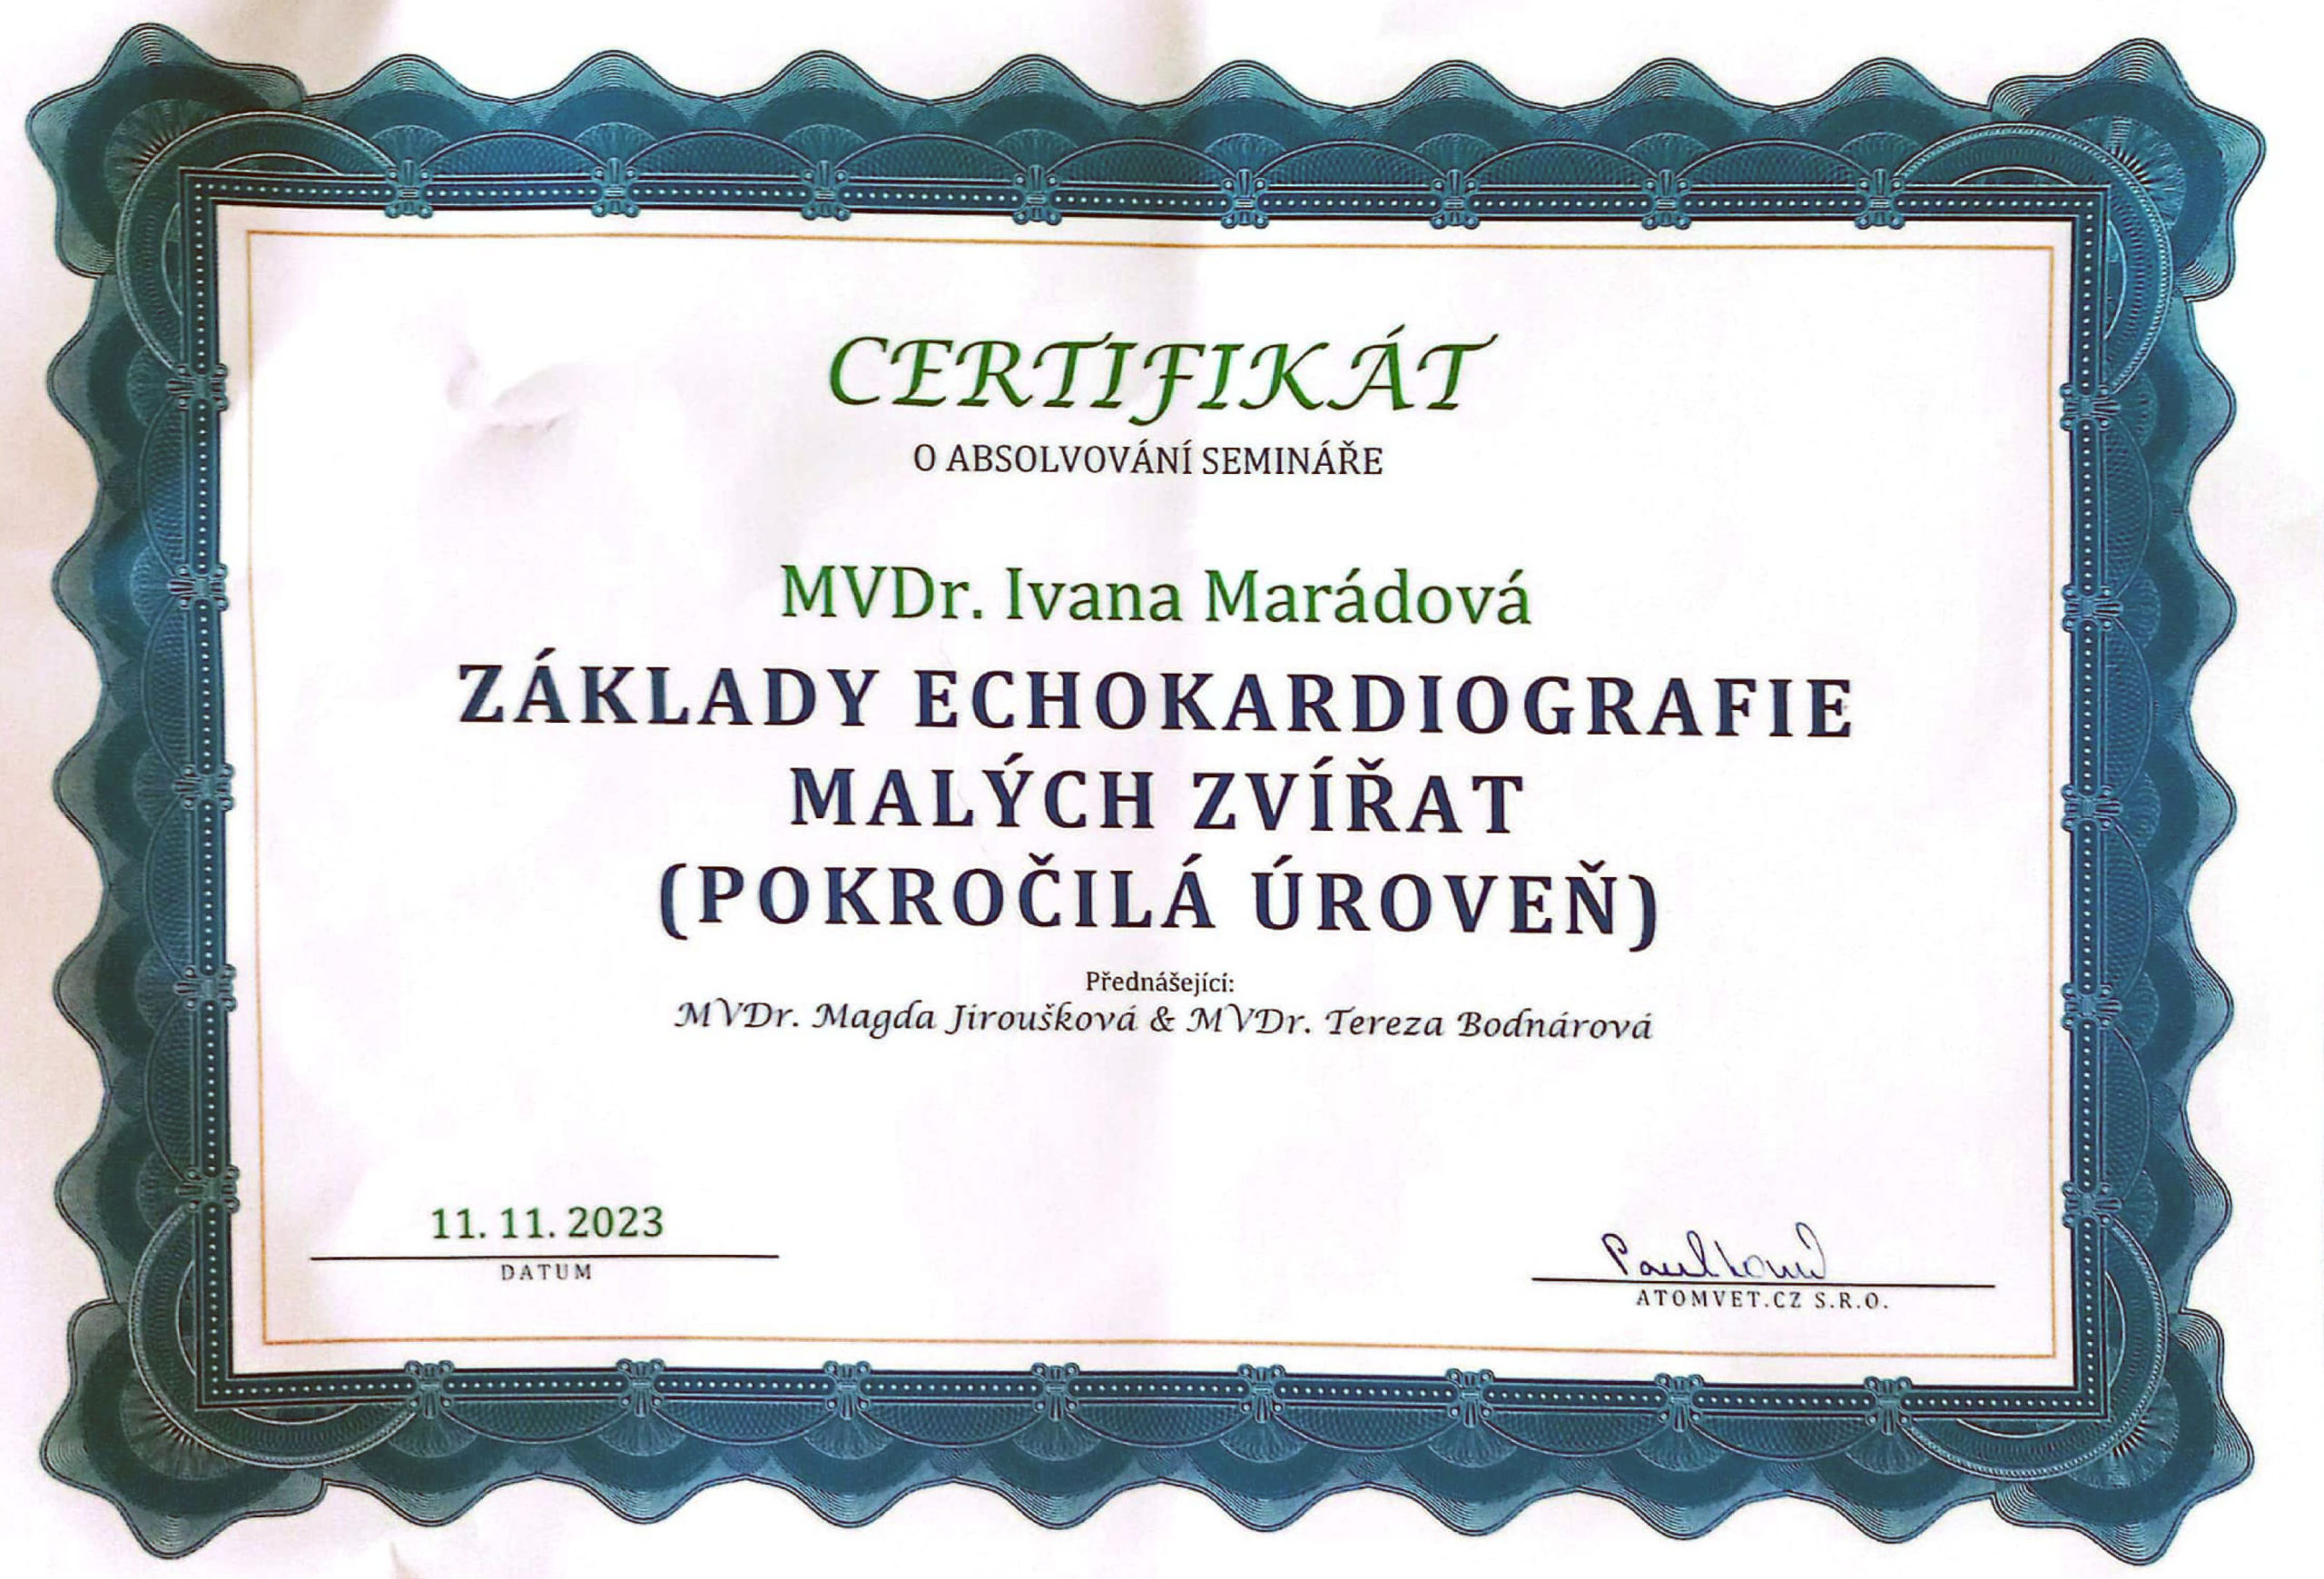 CERTIFIKÁT
O ABSOLVOVÁNÍ SEMINÁŘE
MVDr. Ivana Marádová
ZÁKLADY ECHOKARDIOGRAFIE
MALÝCH ZVÍŘAT
(POKROČILÁ ÚROVEŇ)
Přednášející:
MVDr. Magda Jiroušková & MVDr. Tereza Bodnárová
11. 11. 2023
DATUM
ATOMVET.CZ S.R.O.